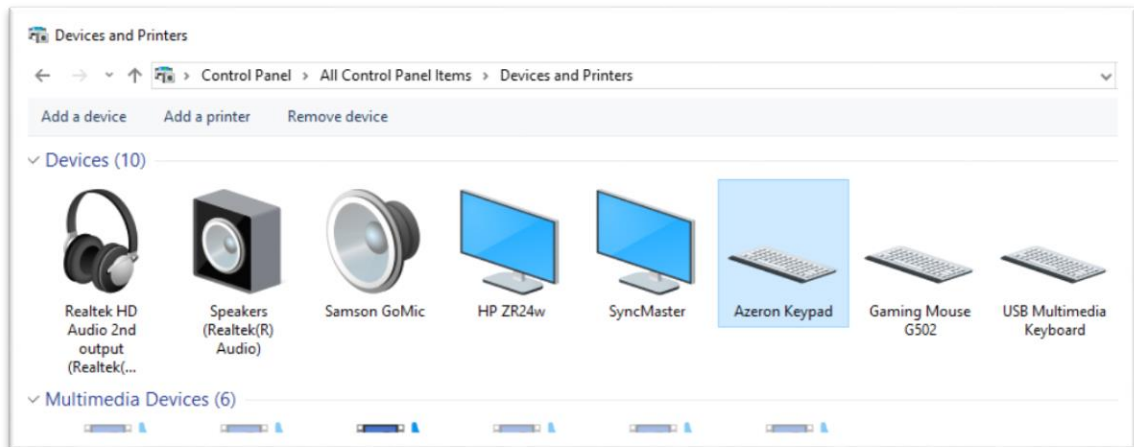 Devices and Printers
Control Panel > All Control Panel Items > Devices and Printers
Add a device Add a printer Remove device
Devices (10)
Realtek HD
Audio 2nd
output
(Realtek(...
Speakers
(Realtek(R)
Audio)
Samson GoMic
HP ZR24w
SyncMaster
Azeron Keypad
Gaming Mouse
G502
USB Multimedia
Keyboard
Multimedia Devices (6)